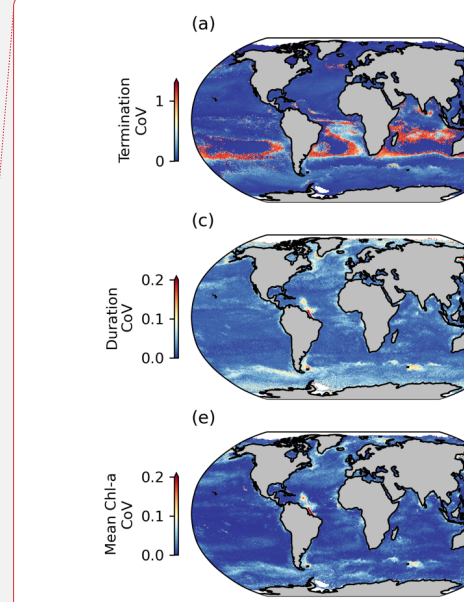 (a)
Termination
CoV
1
0
(c)
Duration
CoV
0.2
0.1
0.0
(e)
Mean Chl-a
CoV
0.2
0.1
0.0